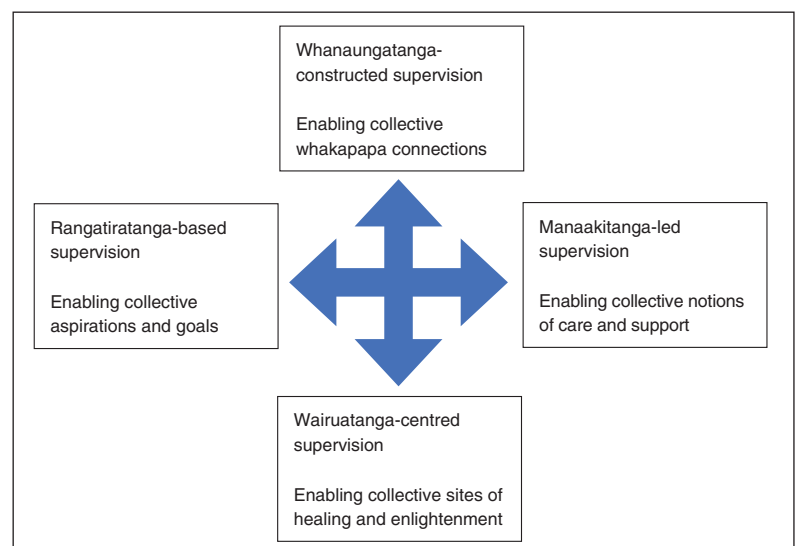 Whanaungatanga-
constructed supervision
Enabling collective
whakapapa connections
Rangatiratanga-based
supervision
Enabling collective
aspirations and goals
Manaakitanga-led
supervision
Enabling collective notions
of care and support
Wairuatanga-centred
supervision
Enabling collective sites of
healing and enlightenment